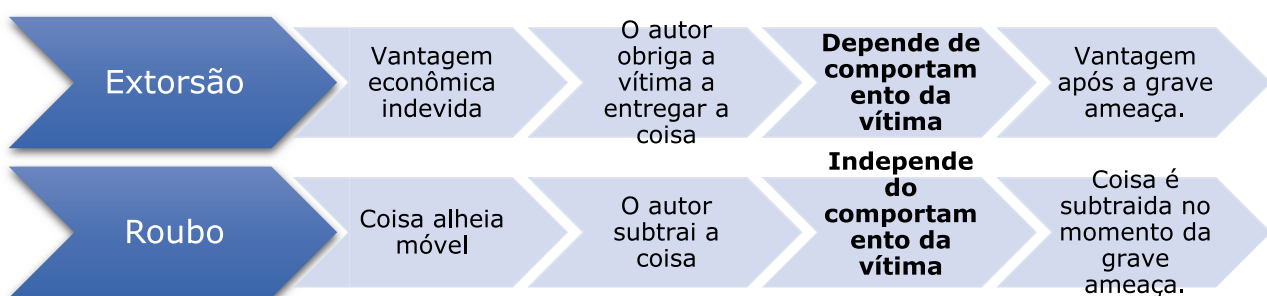 Extorsão
Vantagem
econômica
indevida
O autor
obriga a
vítima a
entregar a
coisa
Depende de
comportam
ento da
vítima
Vantagem
após a grave
ameaça.
Roubo
Coisa alheia
móvel
O autor
subtrai a
coisa
Independe
do
comportam
ento da
vítima
Coisa é
subtraida no
momento da
grave
ameaça.